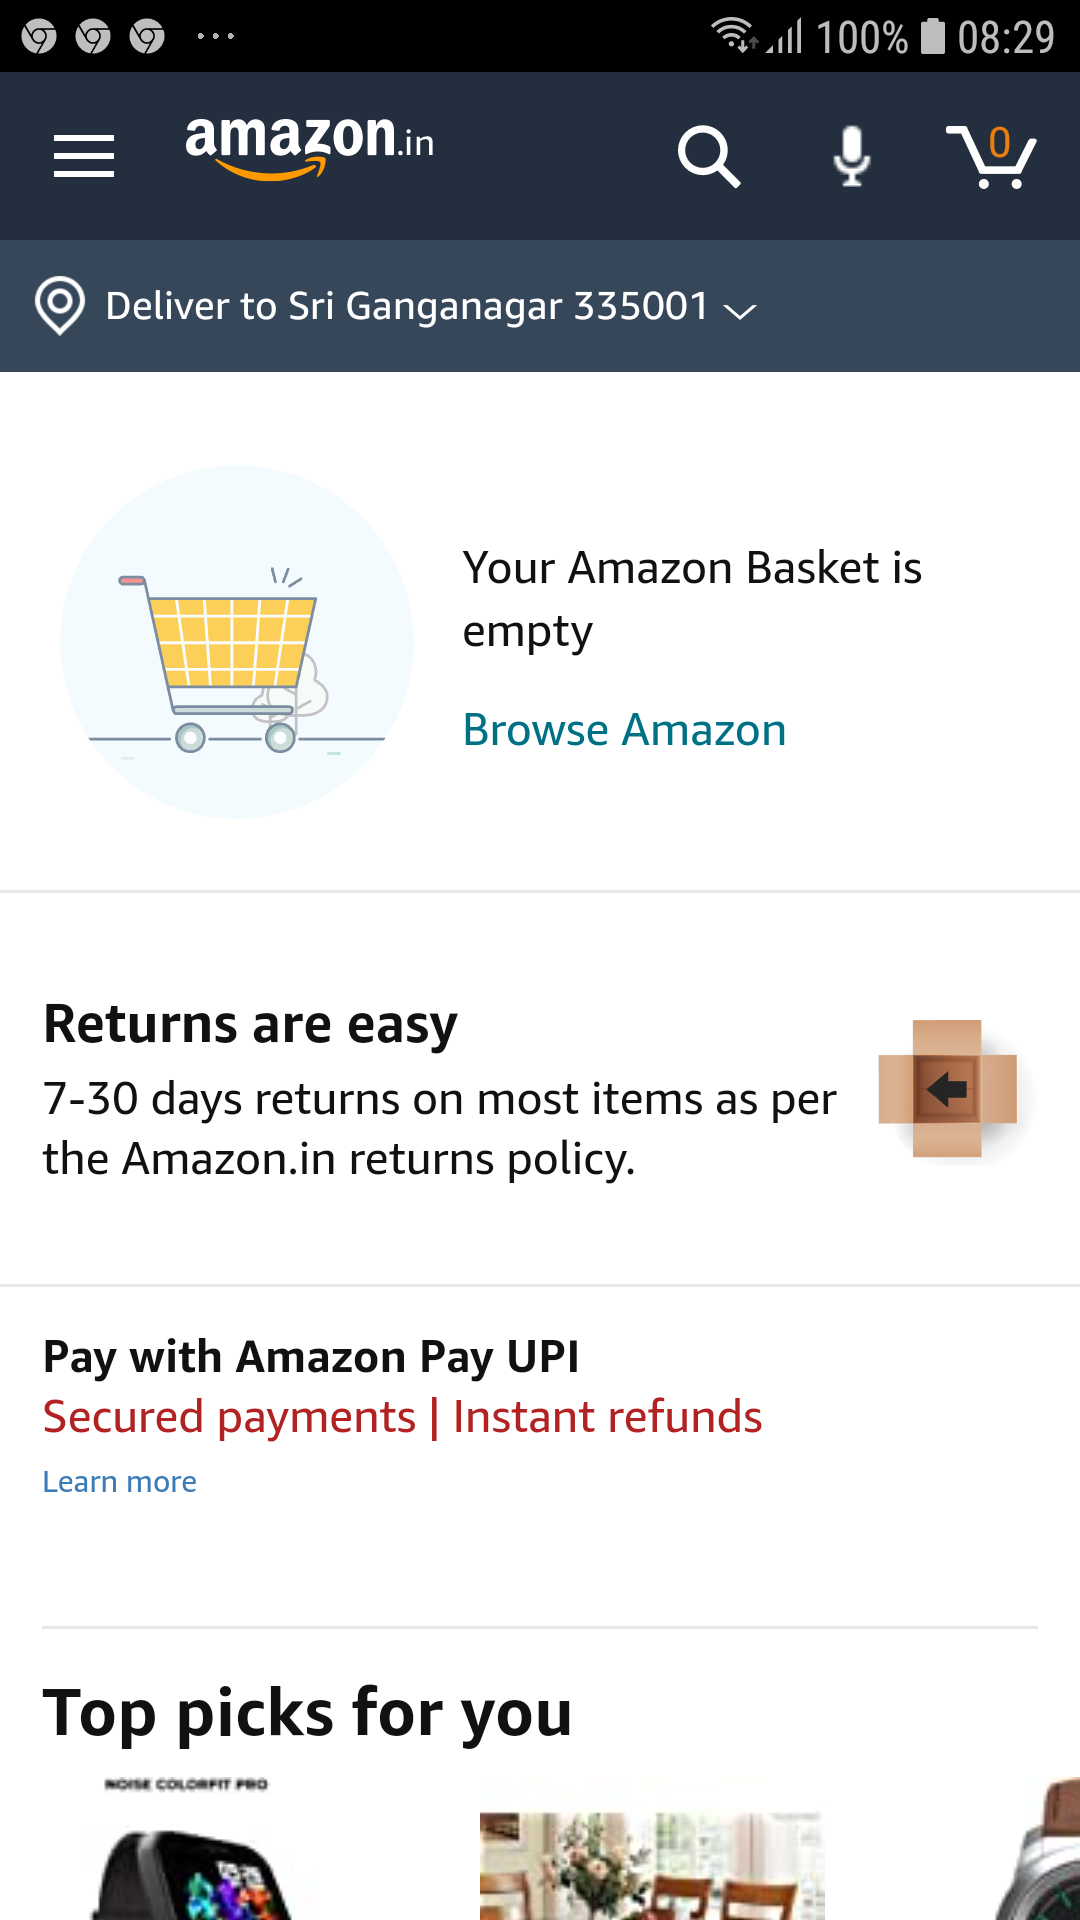 100% 08:29
amazon.in
0
Deliver to Sri Ganganagar 335001
Your Amazon Basket is
empty
Browse Amazon
Returns are easy
7-30 days returns on most items as per
the Amazon.in returns policy.
Pay with Amazon Pay UPI
Secured payments | Instant refunds
Learn more
Top picks for you
NOISE COLORFIT PRO